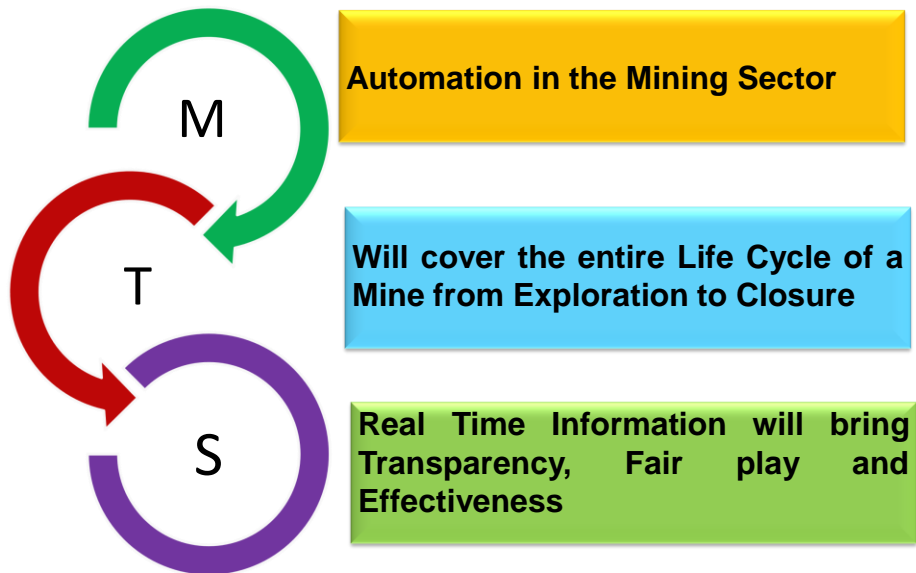 M
Automation in the Mining Sector
T
Will cover the entire Life Cycle of a
Mine from Exploration to Closure
S
Real Time Information will bring
Transparency, Fair play and
Effectiveness